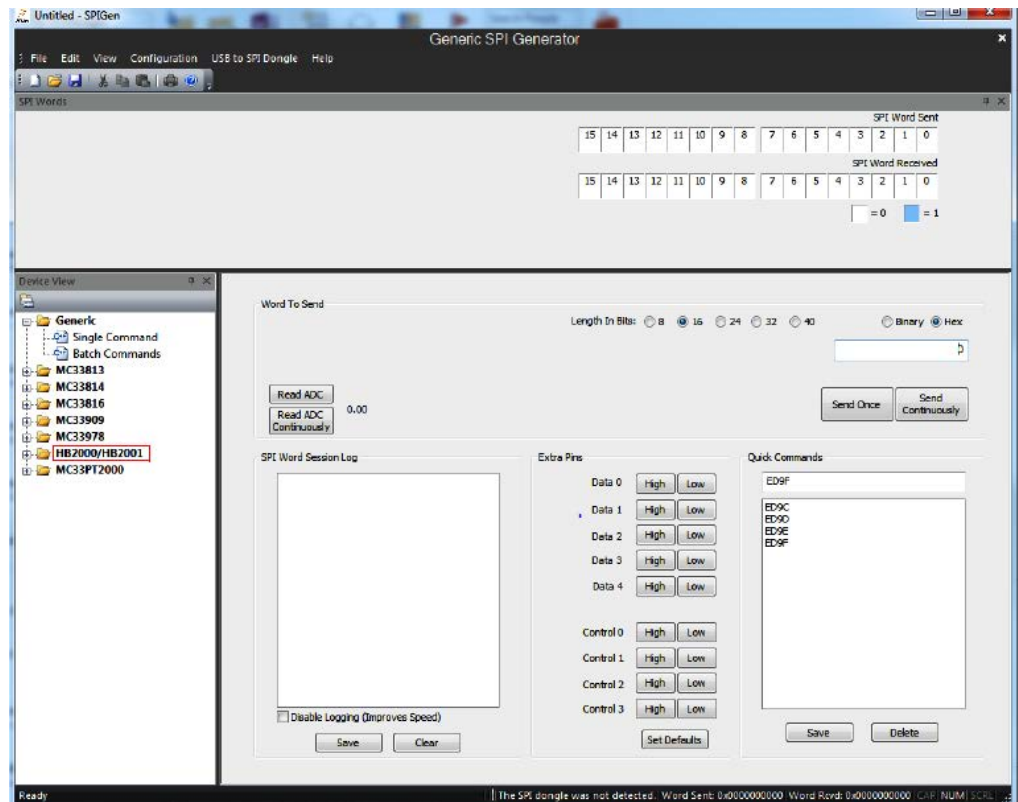 Untitled - SPIGen
Generic SPI Generator
File Edit View Configuration USB to SPI Dongle Help
SPI Words
SPI Word Sent
15 14 13 12 11 10 9 8 7 6 5 4 3 2 1 0
SPI Word Received
15 14 13 12 11 10 9 8 7 6 5 4 3 2 1 0
= 0 = 1
Device View
Generic
Single Command
Batch Commands
MC33813
MC33814
MC33816
MC33909
MC33978
HB2000/HB2001
MC33PT2000
Word To Send
Length In Bits: 8 16 24 32 40 Binary Hex
Read ADC
Read ADC Continuously
0.00
Send Once
Send Continuously
SPI Word Session Log
Disable Logging (Improves Speed)
Save Clear
Extra Pins
Data 0 High Low
Data 1 High Low
Data 2 High Low
Data 3 High Low
Data 4 High Low
Control 0 High Low
Control 1 High Low
Control 2 High Low
Control 3 High Low
Set Defaults
Quick Commands
ED9F
ED9C
ED9D
ED9E
ED9F
Save Delete
Ready
The SPI dongle was not detected. Word Sent: 0x0000000000 Word Rcvd: 0x0000000000 CAP NUM SCRL